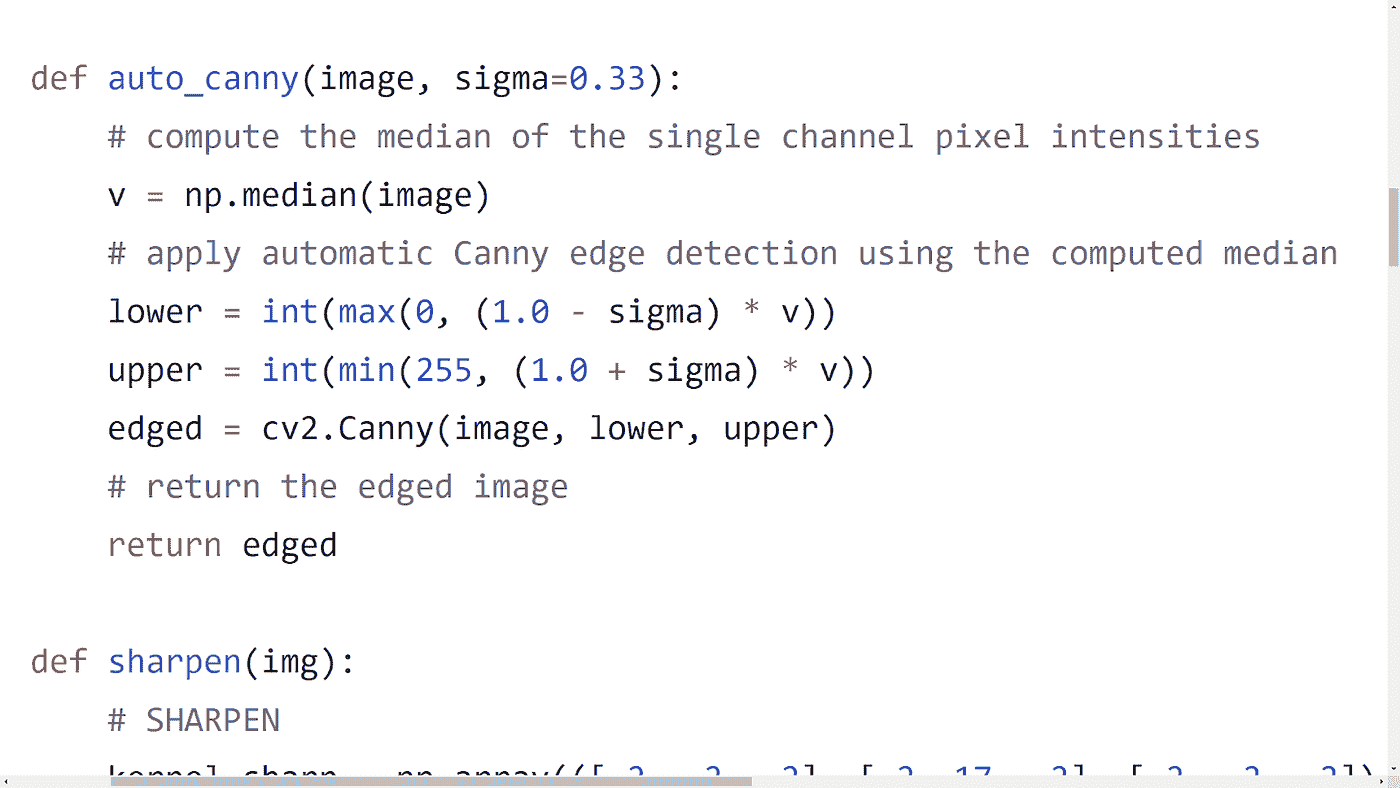 def auto_canny(image, sigma=0.33):
    # compute the median of the single channel pixel intensities
    v = np.median(image)
    # apply automatic Canny edge detection using the computed median
    lower = int(max(0, (1.0 - sigma) * v))
    upper = int(min(255, (1.0 + sigma) * v))
    edged = cv2.Canny(image, lower, upper)
    # return the edged image
    return edged
def sharpen(img):
    # SHARPEN